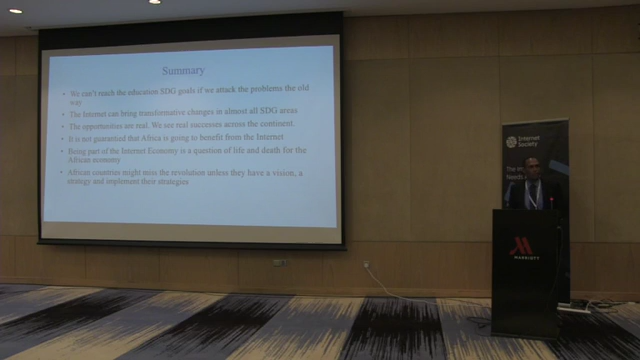 Summary
• We can't reach the education SDG goals if we attack the problems the old
way
• The Internet can bring transformative changes in almost all SDG areas
• The opportunities are real. We see real successes across the continent.
• It is not guaranteed that Africa is going to benefit from the Internet
• Being part of the Internet Economy is a question of life and death for the
African economy
• African countries might miss the revolution unless they have a vision, a
strategy and implement their strategies
Internet
Society
Needs
MARRIOTT